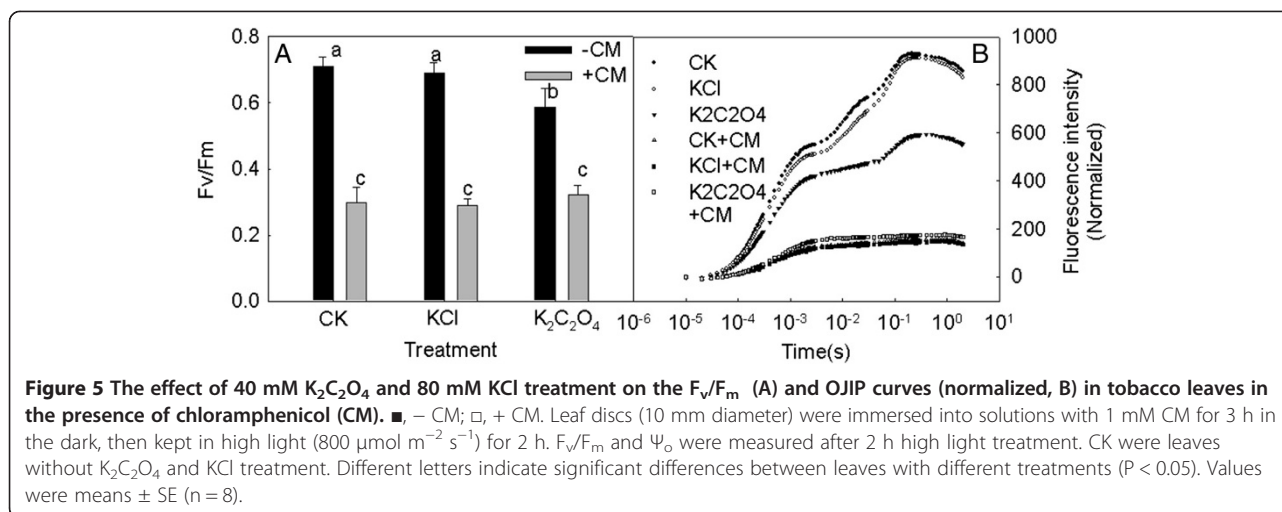 A
0.8
0.6
0.4
0.2
0.0
Fv/Fm
a
c
a
c
b
c
-CM
+CM
CK
KCl
K₂C₂O₄
Treatment
B
CK
KCl
K2C2O4
CK+CM
KCl+CM
K2C2O4
+CM
1000
800
600
400
200
0
Fluorescence intensity
(Normalized)
10⁻⁶ 10⁻⁵ 10⁻⁴ 10⁻³ 10⁻² 10⁻¹ 10⁰ 10¹
Time(s)
Figure 5 The effect of 40 mM K₂C₂O₄ and 80 mM KCl treatment on the Fᵥ/Fₘ (A) and OJIP curves (normalized, B) in tobacco leaves in
the presence of chloramphenicol (CM). ■, − CM; □, + CM. Leaf discs (10 mm diameter) were immersed into solutions with 1 mM CM for 3 h in
the dark, then kept in high light (800 μmol m⁻² s⁻¹) for 2 h. Fᵥ/Fₘ and Ψₒ were measured after 2 h high light treatment. CK were leaves
without K₂C₂O₄ and KCl treatment. Different letters indicate significant differences between leaves with different treatments (P < 0.05). Values
were means ± SE (n = 8).